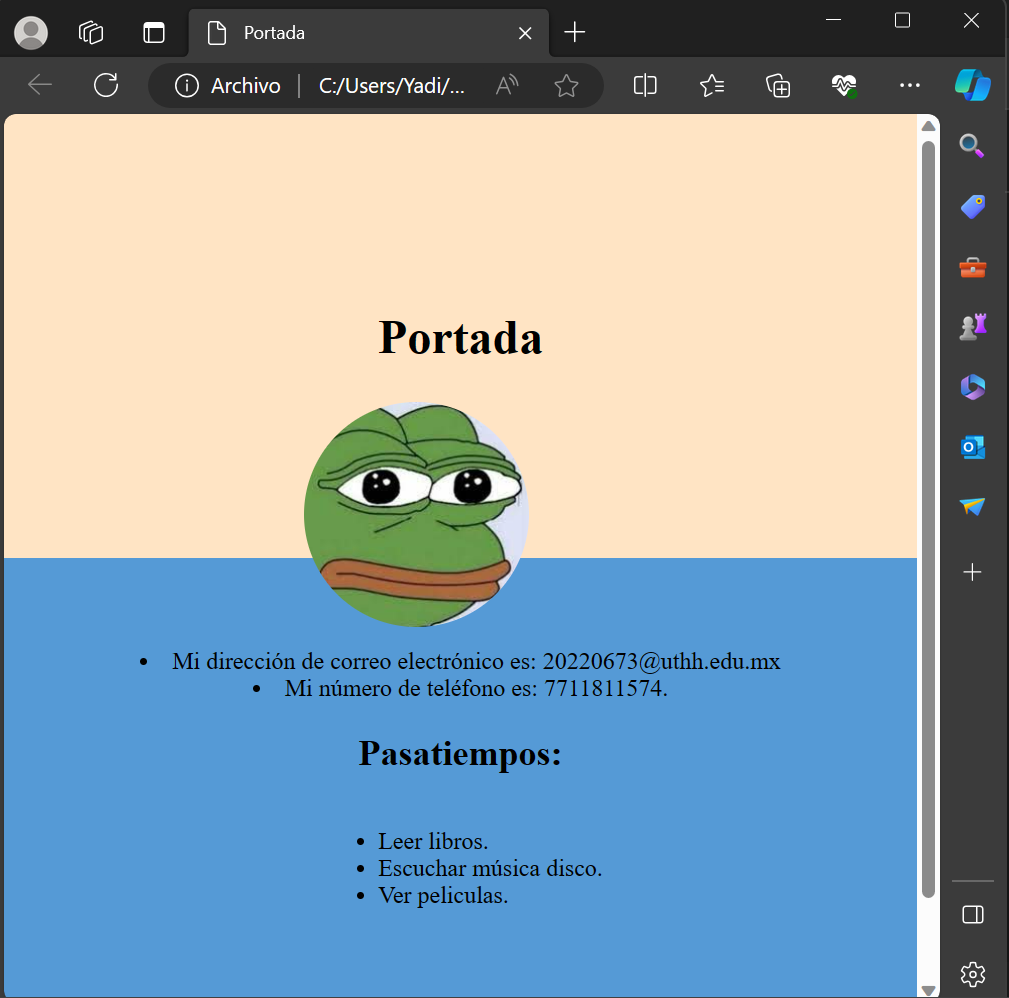 Portada
Archivo
C:/Users/Yadi/...
Portada
Mi dirección de correo electrónico es: 20220673@uthh.edu.mx
Mi número de teléfono es: 7711811574.
Pasatiempos:
Leer libros.
Escuchar música disco.
Ver peliculas.